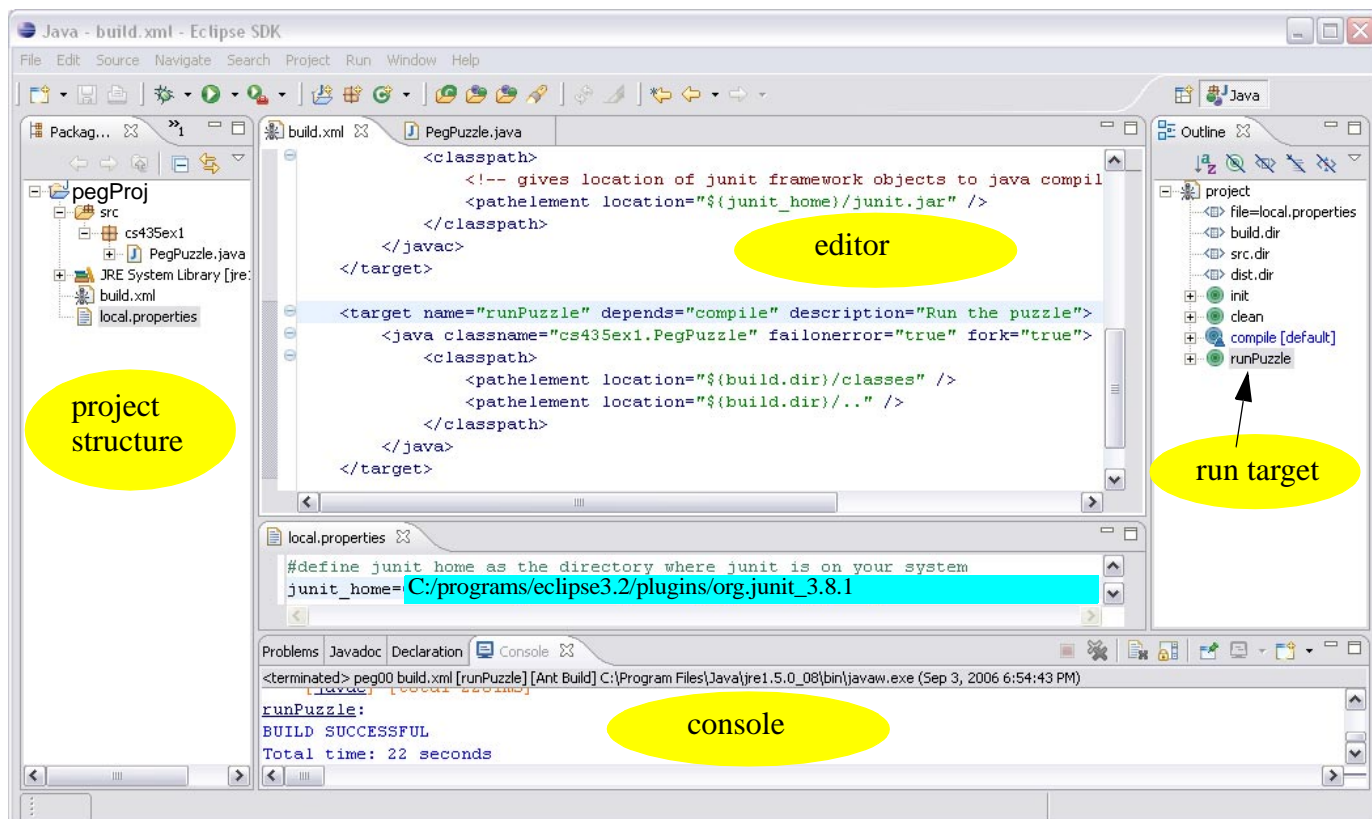 Java - build.xml - Eclipse SDK
File Edit Source Navigate Search Project Run Window Help
Java
Packag... »1
pegProj
src
cs435ex1
PegPuzzle.java
JRE System Library [jre:
build.xml
local.properties
project
structure
build.xml PegPuzzle.java
<classpath>
<!-- gives location of junit framework objects to java compil
<pathelement location="${junit_home}/junit.jar" />
</classpath>
</javac>
</target>
editor
<target name="runPuzzle" depends="compile" description="Run the puzzle">
<java classname="cs435ex1.PegPuzzle" failonerror="true" fork="true">
<classpath>
<pathelement location="${build.dir}/classes" />
<pathelement location="${build.dir}/.." />
</classpath>
</java>
</target>
local.properties
#define junit home as the directory where junit is on your system
junit_home= C:/programs/eclipse3.2/plugins/org.junit_3.8.1
Outline
project
file=local.properties
build.dir
src.dir
dist.dir
init
clean
compile [default]
runPuzzle
run target
Problems Javadoc Declaration Console
<terminated> peg00 build.xml [runPuzzle] [Ant Build] C:\Program Files\Java\jre1.5.0_08\bin\javaw.exe (Sep 3, 2006 6:54:43 PM)
[javac] [total
runPuzzle:
BUILD SUCCESSFUL
Total time: 22 seconds
console